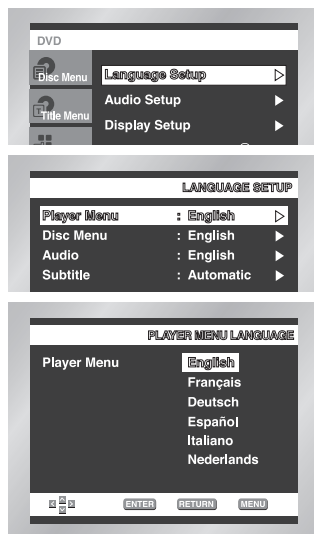 DVD
Disc Menu
Language Setup
Title Menu
Audio Setup
Display Setup
LANGUAGE SETUP
Player Menu : English
Disc Menu : English
Audio : English
Subtitle : Automatic
PLAYER MENU LANGUAGE
Player Menu English
Français
Deutsch
Español
Italiano
Nederlands
ENTER RETURN MENU